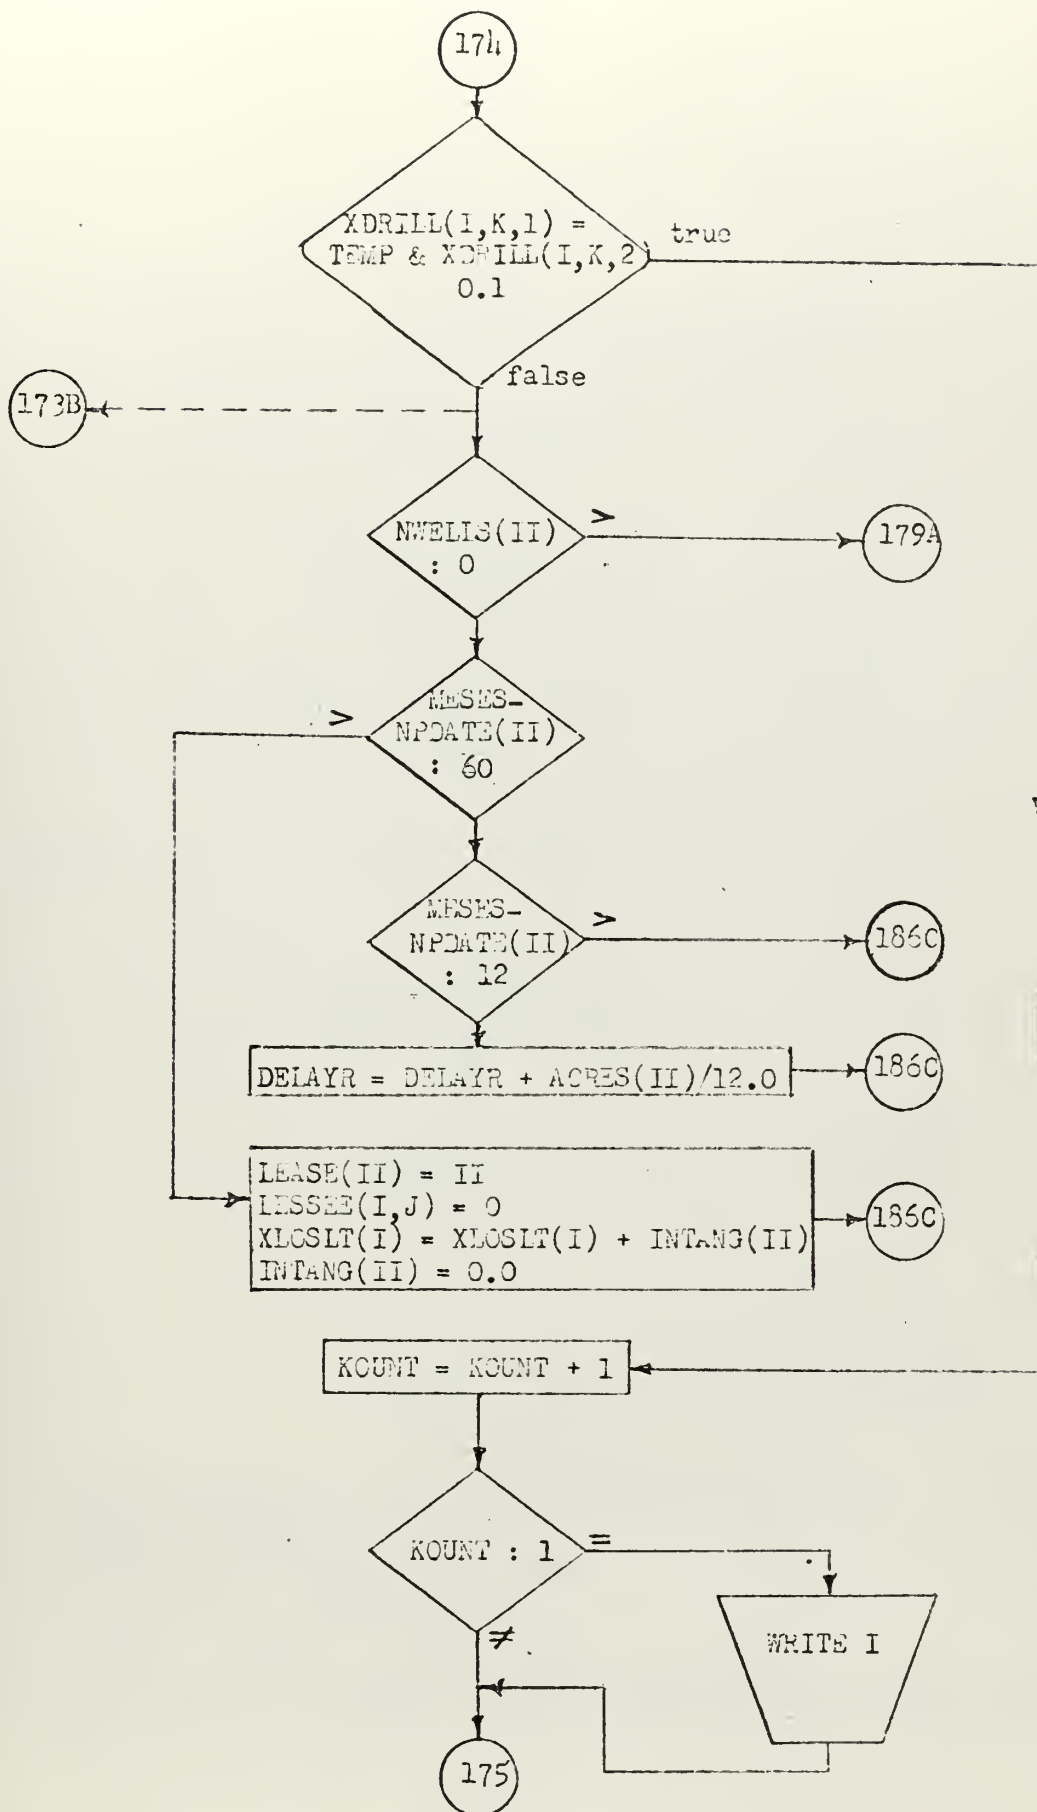 174
XDRILL(I,K,1) =
TEMP & XDRILL(I,K,2
0.1
true
false
173B
NWELLS(II)
: 0
>
179A
MESES-
NPDATE(II)
: 60
>
MESES-
NPDATE(II)
: 12
>
186C
DELAYR = DELAYR + ACRES(II)/12.0
186C
LEASE(II) = II
LESSEE(I,J) = 0
XLOSLT(I) = XLOSLT(I) + INTANG(II)
INTANG(II) = 0.0
186C
KOUNT = KOUNT + 1
KOUNT : 1
=
≠
WRITE I
175